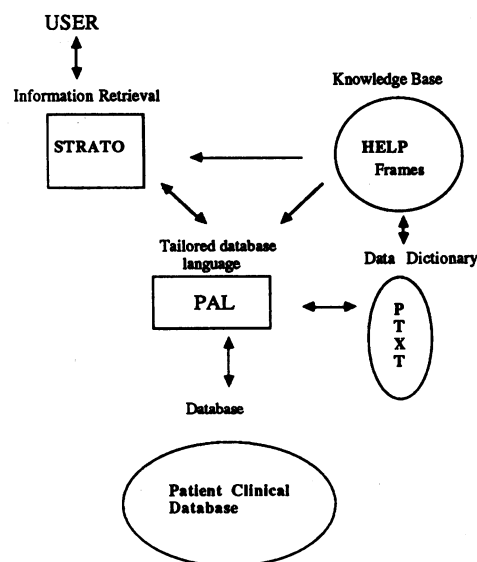 USER
Information Retrieval
Knowledge Base
STRATO
HELP
Frames
Tailored database
language
Data Dictionary
PAL
P
T
X
T
Database
Patient Clinical
Database